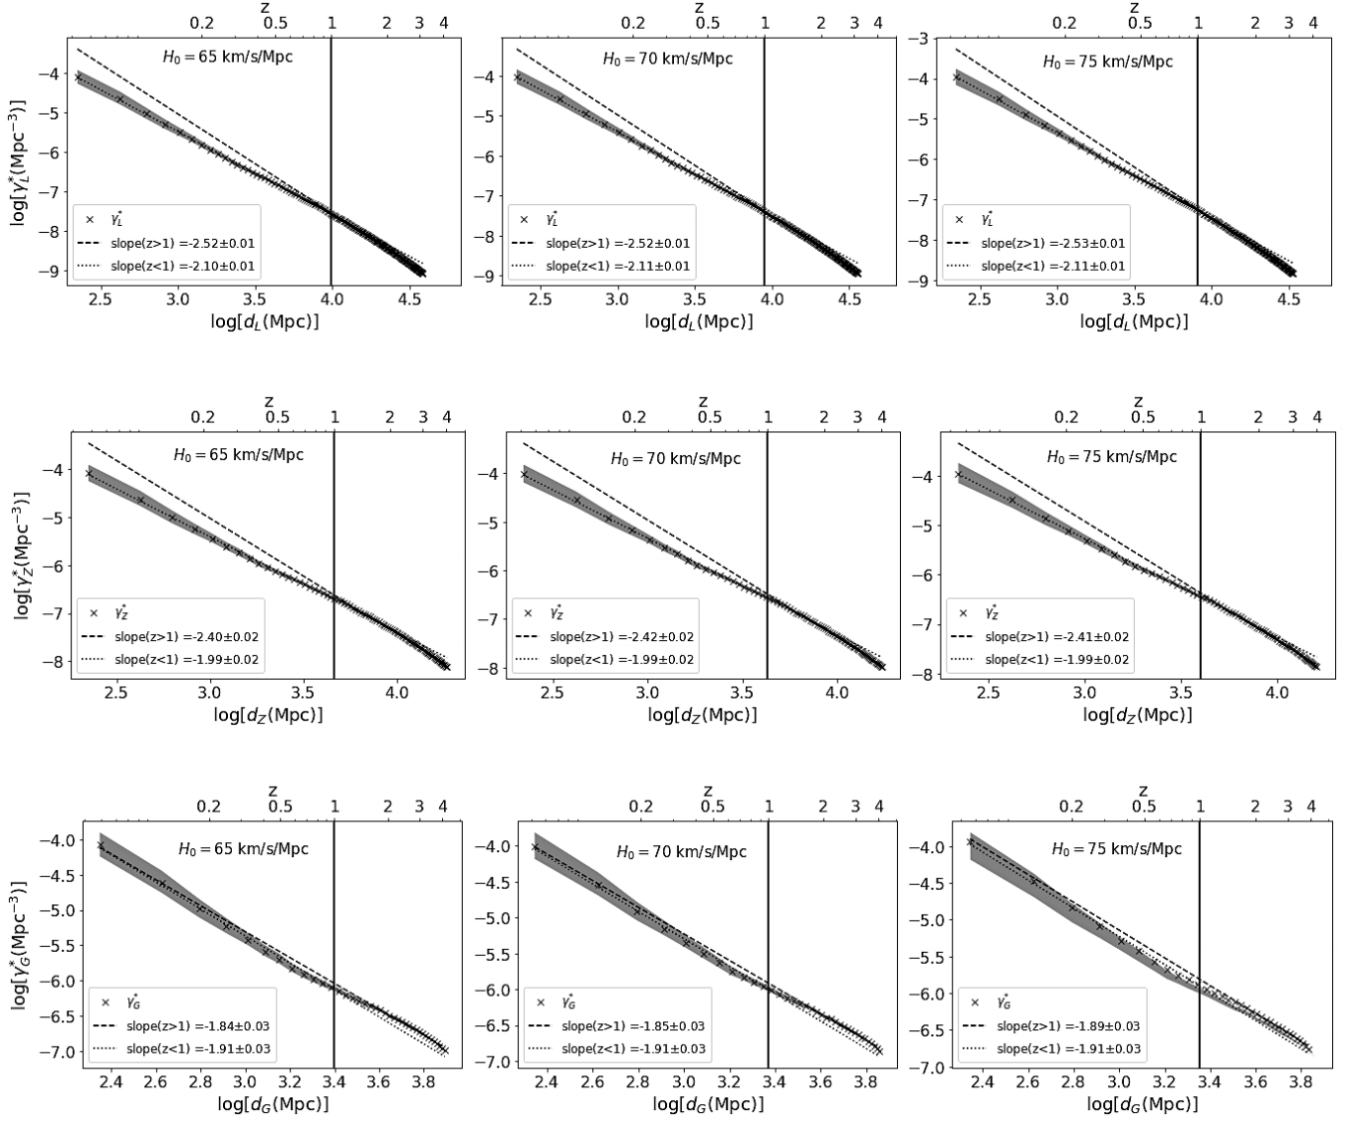 z
0.2 0.5 1 2 3 4
H₀ = 65 km/s/Mpc
log[γ*_L(Mpc⁻³)]
−4
−5
−6
−7
−8
−9
γ*_L
slope(z>1) =-2.52±0.01
slope(z<1) =-2.10±0.01
2.5 3.0 3.5 4.0 4.5
log[d_L(Mpc)]
z
0.2 0.5 1 2 3 4
H₀ = 70 km/s/Mpc
−4
−5
−6
−7
−8
−9
γ*_L
slope(z>1) =-2.52±0.01
slope(z<1) =-2.11±0.01
2.5 3.0 3.5 4.0 4.5
log[d_L(Mpc)]
z
0.2 0.5 1 2 3 4
H₀ = 75 km/s/Mpc
−3
−4
−5
−6
−7
−8
−9
γ*_L
slope(z>1) =-2.53±0.01
slope(z<1) =-2.11±0.01
2.5 3.0 3.5 4.0 4.5
log[d_L(Mpc)]
z
0.2 0.5 1 2 3 4
H₀ = 65 km/s/Mpc
log[γ*_Z(Mpc⁻³)]
−4
−5
−6
−7
−8
γ*_Z
slope(z>1) =-2.40±0.02
slope(z<1) =-1.99±0.02
2.5 3.0 3.5 4.0
log[d_Z(Mpc)]
z
0.2 0.5 1 2 3 4
H₀ = 70 km/s/Mpc
−4
−5
−6
−7
−8
γ*_Z
slope(z>1) =-2.42±0.02
slope(z<1) =-1.99±0.02
2.5 3.0 3.5 4.0
log[d_Z(Mpc)]
z
0.2 0.5 1 2 3 4
H₀ = 75 km/s/Mpc
−4
−5
−6
−7
−8
γ*_Z
slope(z>1) =-2.41±0.02
slope(z<1) =-1.99±0.02
2.5 3.0 3.5 4.0
log[d_Z(Mpc)]
z
0.2 0.5 1 2 3 4
H₀ = 65 km/s/Mpc
log[γ*_G(Mpc⁻³)]
−4.0
−4.5
−5.0
−5.5
−6.0
−6.5
−7.0
γ*_G
slope(z>1) =-1.84±0.03
slope(z<1) =-1.91±0.03
2.4 2.6 2.8 3.0 3.2 3.4 3.6 3.8
log[d_G(Mpc)]
z
0.2 0.5 1 2 3 4
H₀ = 70 km/s/Mpc
−4.0
−4.5
−5.0
−5.5
−6.0
−6.5
−7.0
γ*_G
slope(z>1) =-1.85±0.03
slope(z<1) =-1.91±0.03
2.4 2.6 2.8 3.0 3.2 3.4 3.6 3.8
log[d_G(Mpc)]
z
0.2 0.5 1 2 3 4
H₀ = 75 km/s/Mpc
−4.0
−4.5
−5.0
−5.5
−6.0
−6.5
−7.0
γ*_G
slope(z>1) =-1.89±0.03
slope(z<1) =-1.91±0.03
2.4 2.6 2.8 3.0 3.2 3.4 3.6 3.8
log[d_G(Mpc)]